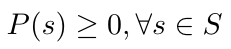 P(s) ≥ 0, ∀s ∈ S